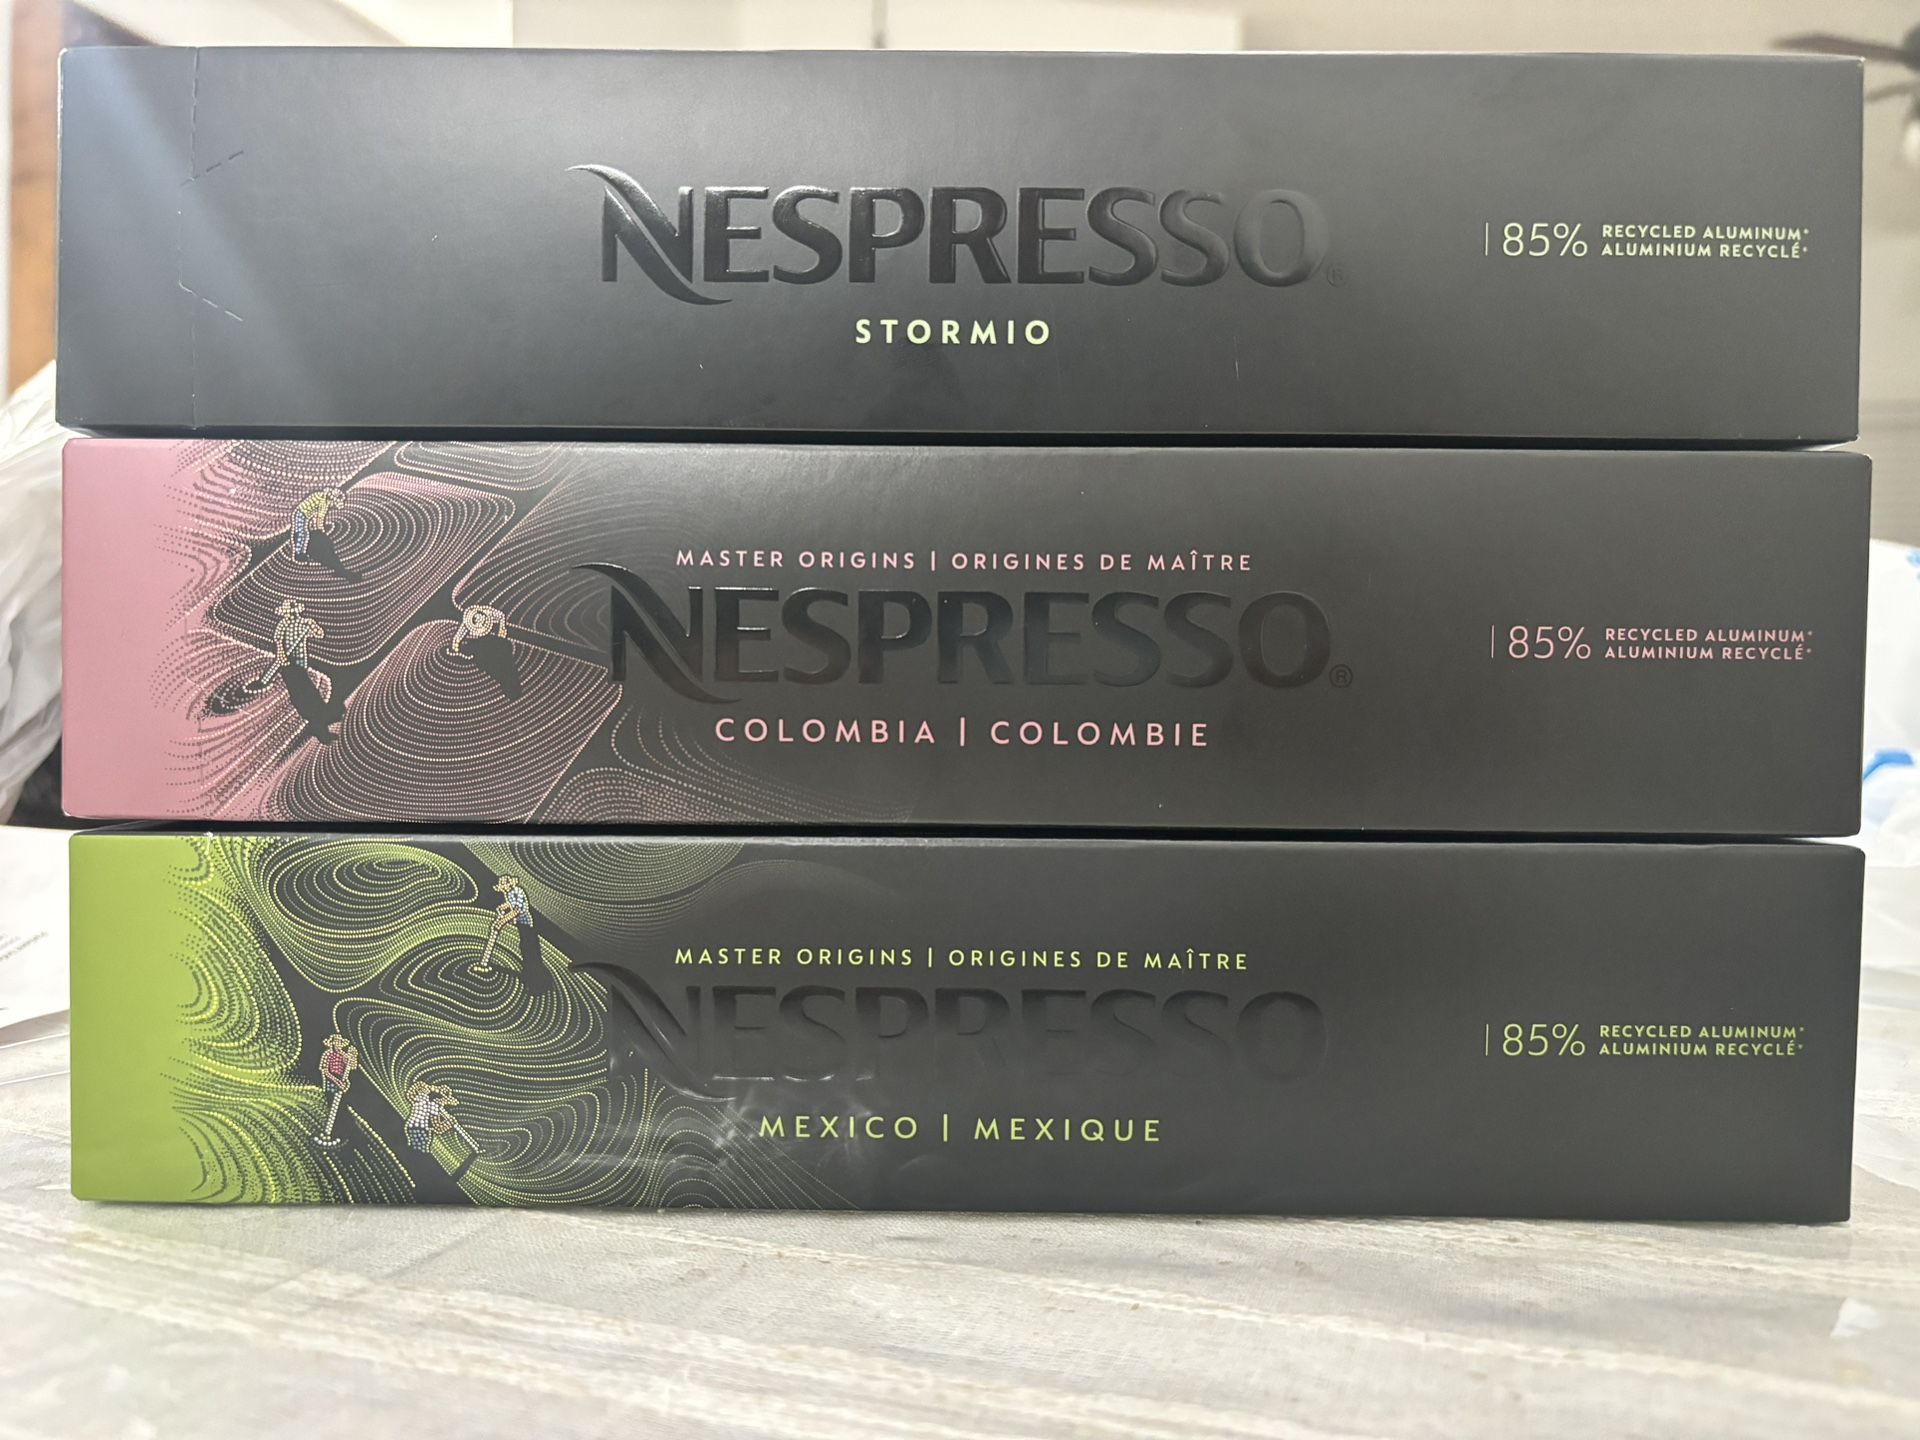 NESPRESSO®
STORMIO
| 85% RECYCLED ALUMINUM*
ALUMINIUM RECYCLÉ*
MASTER ORIGINS | ORIGINES DE MAÎTRE
NESPRESSO®
COLOMBIA | COLOMBIE
| 85% RECYCLED ALUMINUM*
ALUMINIUM RECYCLÉ*
MASTER ORIGINS | ORIGINES DE MAÎTRE
NESPRESSO
MEXICO | MEXIQUE
| 85% RECYCLED ALUMINUM*
ALUMINIUM RECYCLÉ*